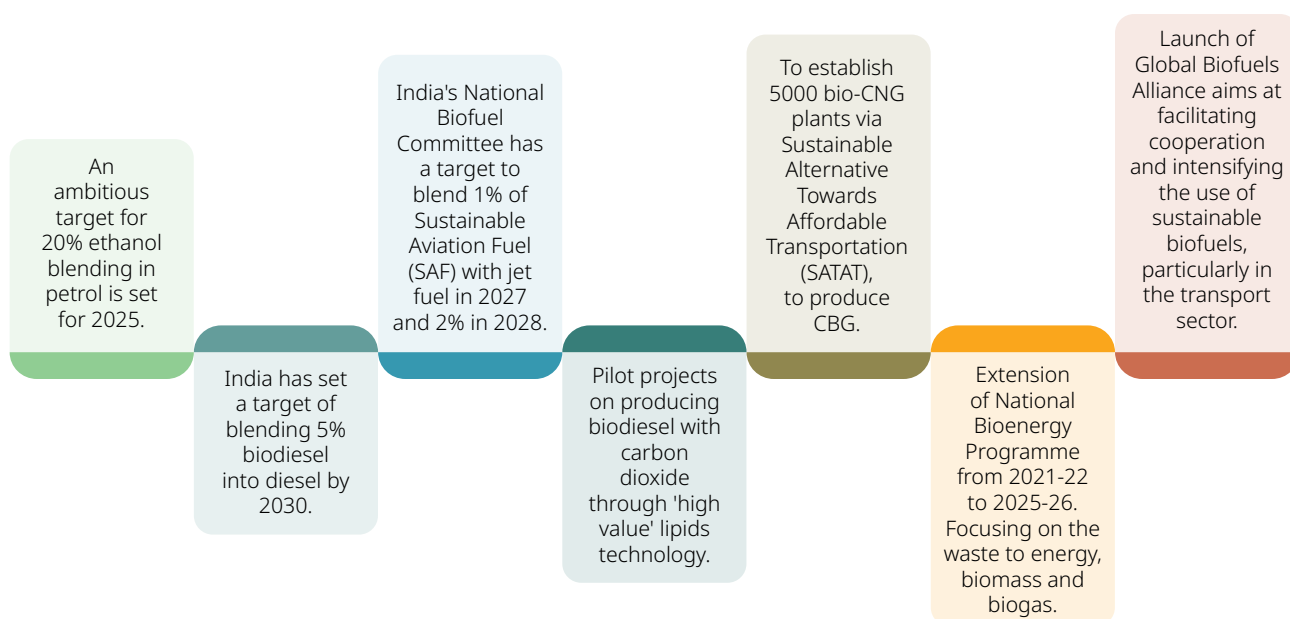 An
ambitious
target for
20% ethanol
blending in
petrol is set
for 2025.
India has set
a target of
blending 5%
biodiesel
into diesel by
2030.
India's National
Biofuel
Committee has
a target to
blend 1% of
Sustainable
Aviation Fuel
(SAF) with jet
fuel in 2027
and 2% in 2028.
Pilot projects
on producing
biodiesel with
carbon
dioxide
through 'high
value' lipids
technology.
To establish
5000 bio-CNG
plants via
Sustainable
Alternative
Towards
Affordable
Transportation
(SATAT),
to produce
CBG.
Extension
of National
Bioenergy
Programme
from 2021-22
to 2025-26.
Focusing on the
waste to energy,
biomass and
biogas.
Launch of
Global Biofuels
Alliance aims at
facilitating
cooperation
and intensifying
the use of
sustainable
biofuels,
particularly in
the transport
sector.